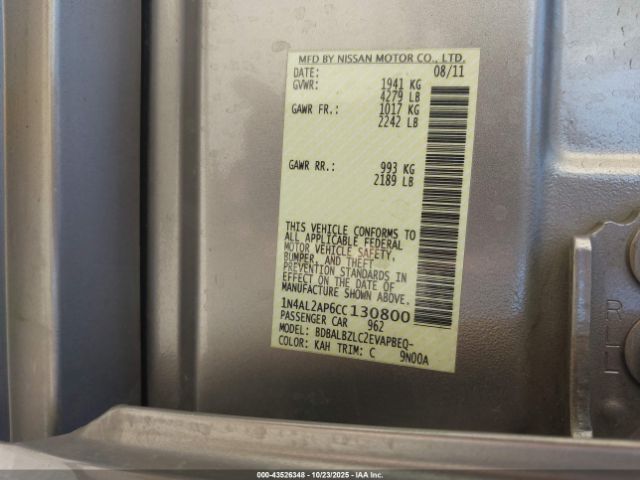 MFD BY NISSAN MOTOR CO., LTD.
DATE: 08/11
GVWR: 1941 KG
4279 LB
GAWR FR.: 1017 KG
2242 LB
GAWR RR.: 993 KG
2189 LB
THIS VEHICLE CONFORMS TO
ALL APPLICABLE FEDERAL
MOTOR VEHICLE SAFETY,
BUMPER, AND THEFT
PREVENTION STANDARDS IN
EFFECT ON THE DATE OF
MANUFACTURE SHOWN ABOVE.
1N4AL2AP6CC130800
PASSENGER CAR 962
MODEL: BDBALBZLC2EVAPBEQ-
COLOR: KAH TRIM: C 9N00A
000-43526348 - 10/23/2025 - IAAI.com